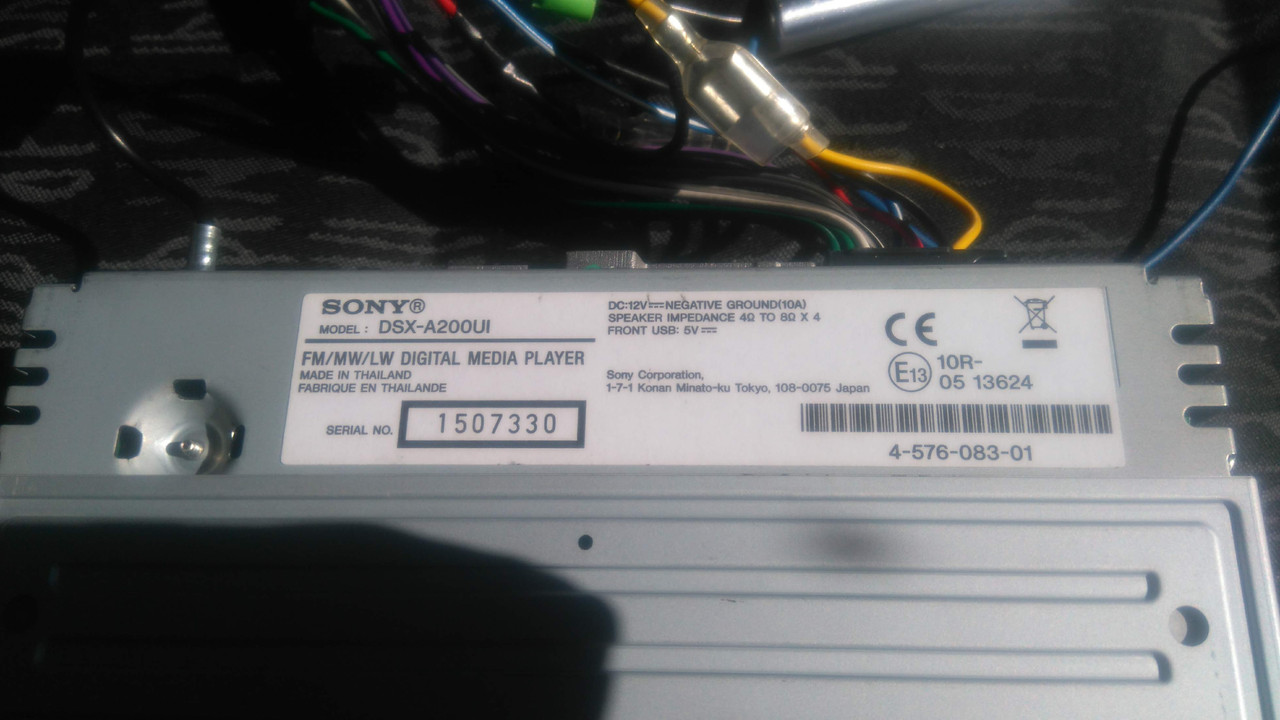 SONY®
MODEL : DSX-A200UI
FM/MW/LW DIGITAL MEDIA PLAYER
MADE IN THAILAND
FABRIQUE EN THAILANDE
SERIAL NO. 1507330
DC:12V⎓NEGATIVE GROUND(10A)
SPEAKER IMPEDANCE 4Ω TO 8Ω X 4
FRONT USB: 5V⎓
Sony Corporation,
1-7-1 Konan Minato-ku Tokyo, 108-0075 Japan
CE
E13 10R-
05 13624
4-576-083-01